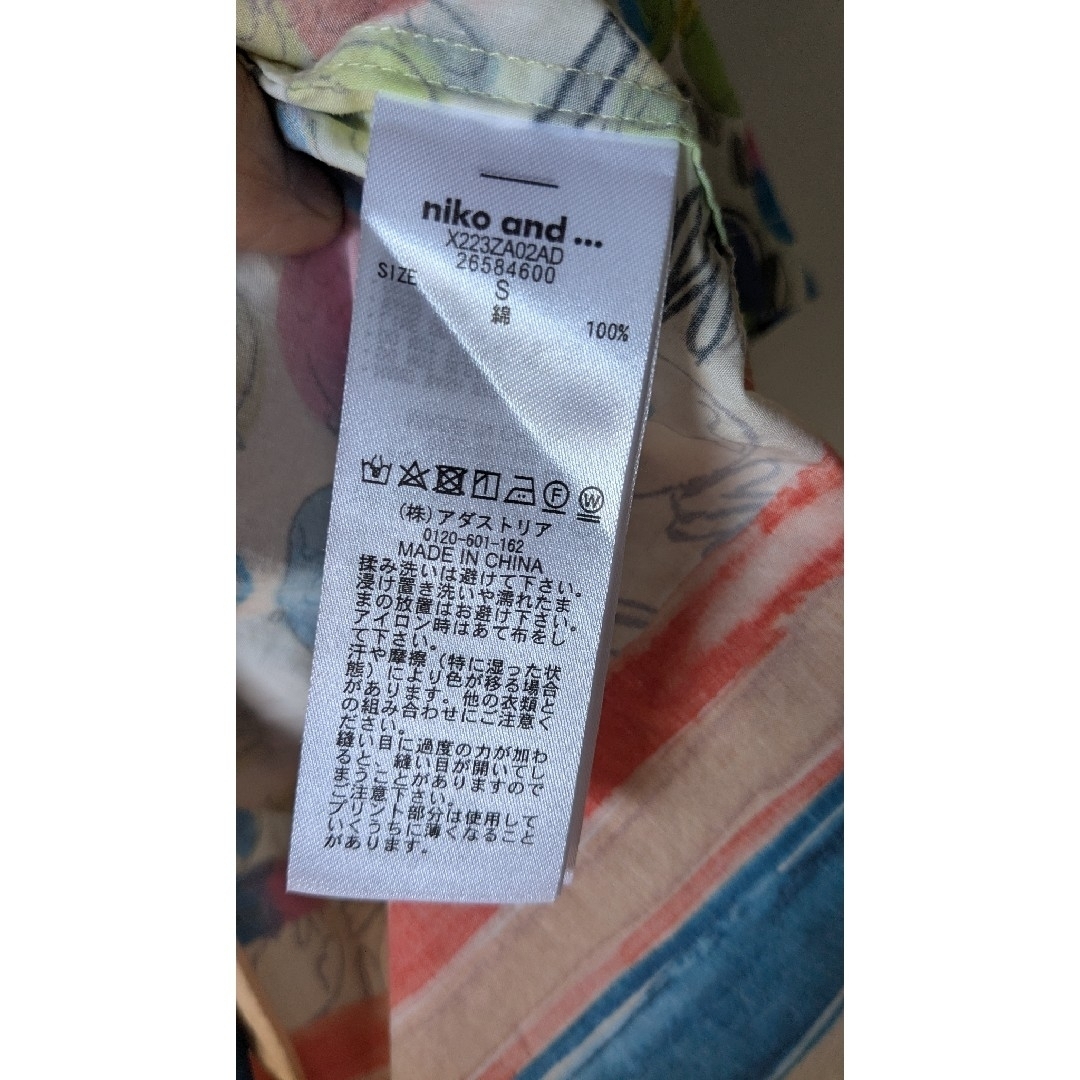 niko and ...
X223ZA02AD
26584600
SIZE S
綿 100%
F W
(株)アダストリア
0120-601-162
MADE IN CHINA
揉み洗いは避けて下さい。
浸け置き洗いや濡れたま
まの放置はお避け下さい。
アイロン時はあて布をし
て下さい。
汗や摩擦(特に湿った状
態)により色が移る場合と
があります。他の衣類と
の組み合わせにご注意く
ださい。
縫い目に過度の力が加わ
ると、縫い目が開いてし
まうことがありますので
ご注意下さい。
プリント部分は使用して
いくうちに薄くなること
があります。